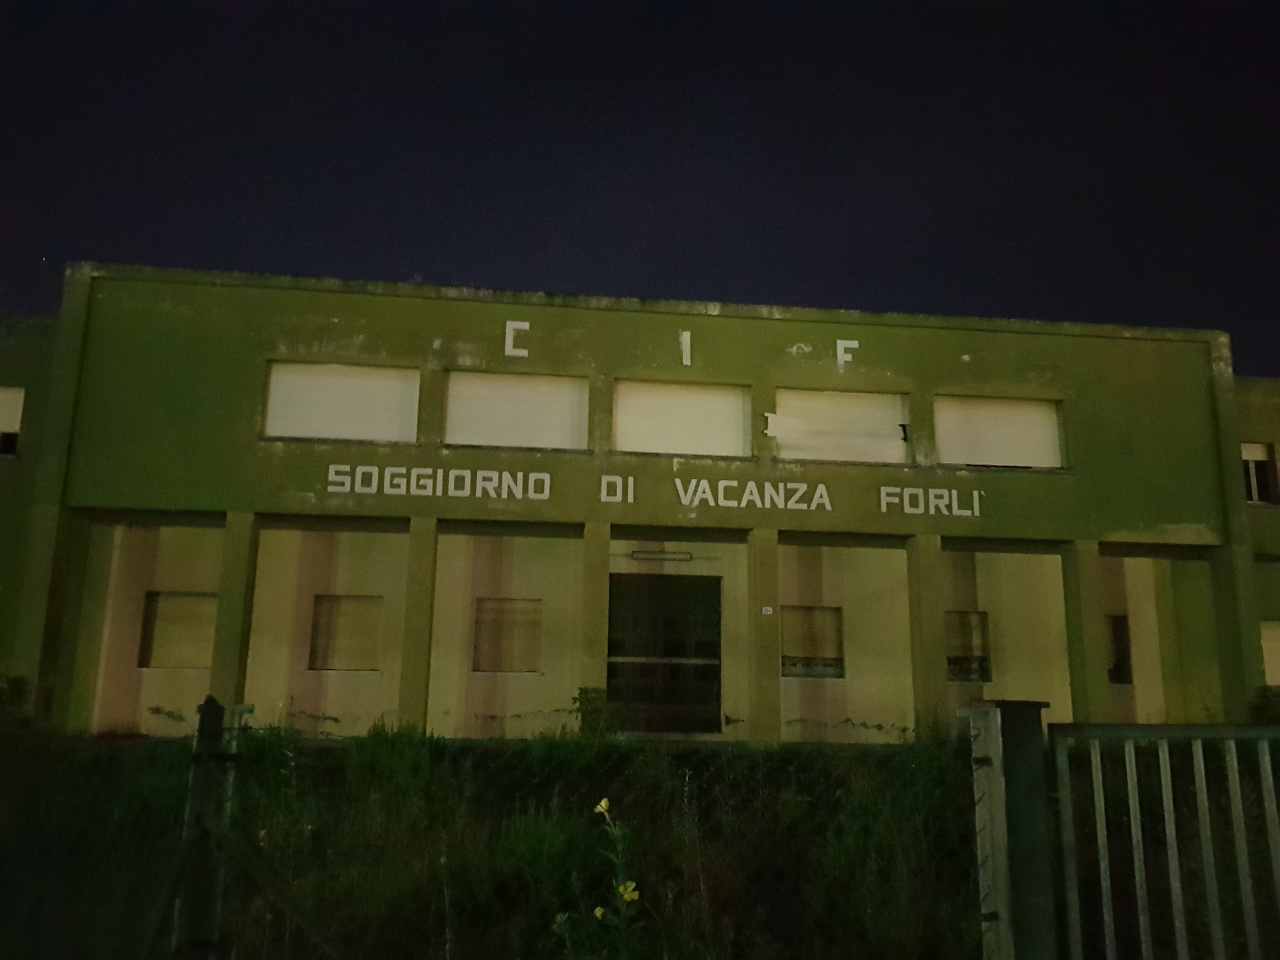 C I F
SOGGIORNO DI VACANZA FORLI`